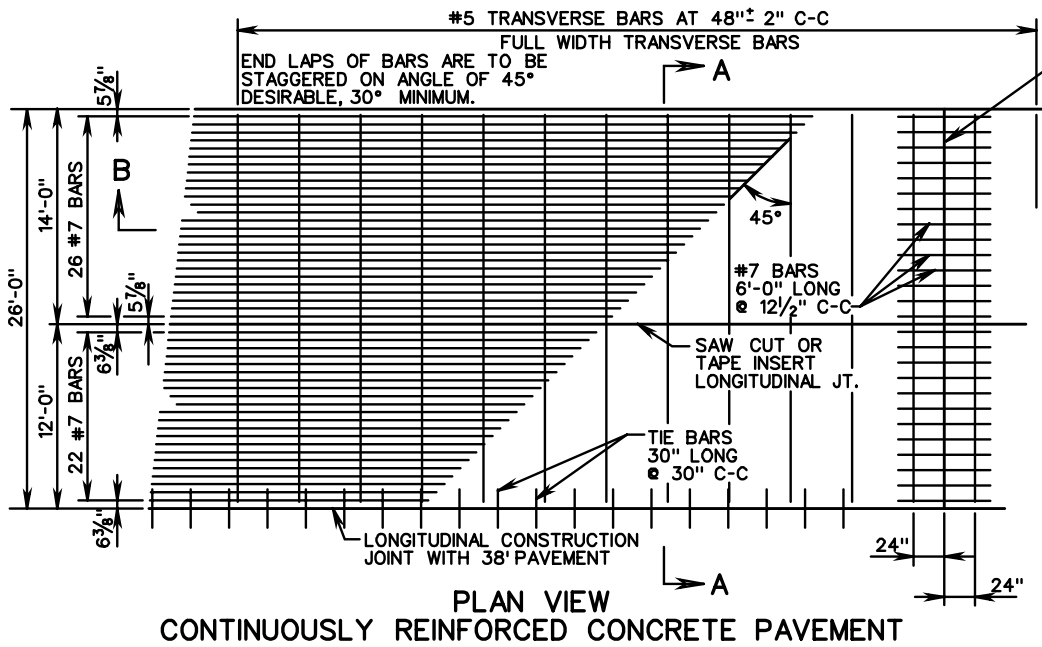 #5 TRANSVERSE BARS AT 48"± 2" C-C
FULL WIDTH TRANSVERSE BARS
END LAPS OF BARS ARE TO BE
STAGGERED ON ANGLE OF 45°
DESIRABLE, 30° MINIMUM.
A
5⅞"
B
14'-0"
26 #7 BARS
26'-0"
45°
#7 BARS
6'-0" LONG
@ 12½" C-C
5⅞"
6⅜"
SAW CUT OR
TAPE INSERT
LONGITUDINAL JT.
12'-0"
22 #7 BARS
TIE BARS
30" LONG
@ 30" C-C
6⅜"
LONGITUDINAL CONSTRUCTION
JOINT WITH 38' PAVEMENT
24"
24"
A
PLAN VIEW
CONTINUOUSLY REINFORCED CONCRETE PAVEMENT